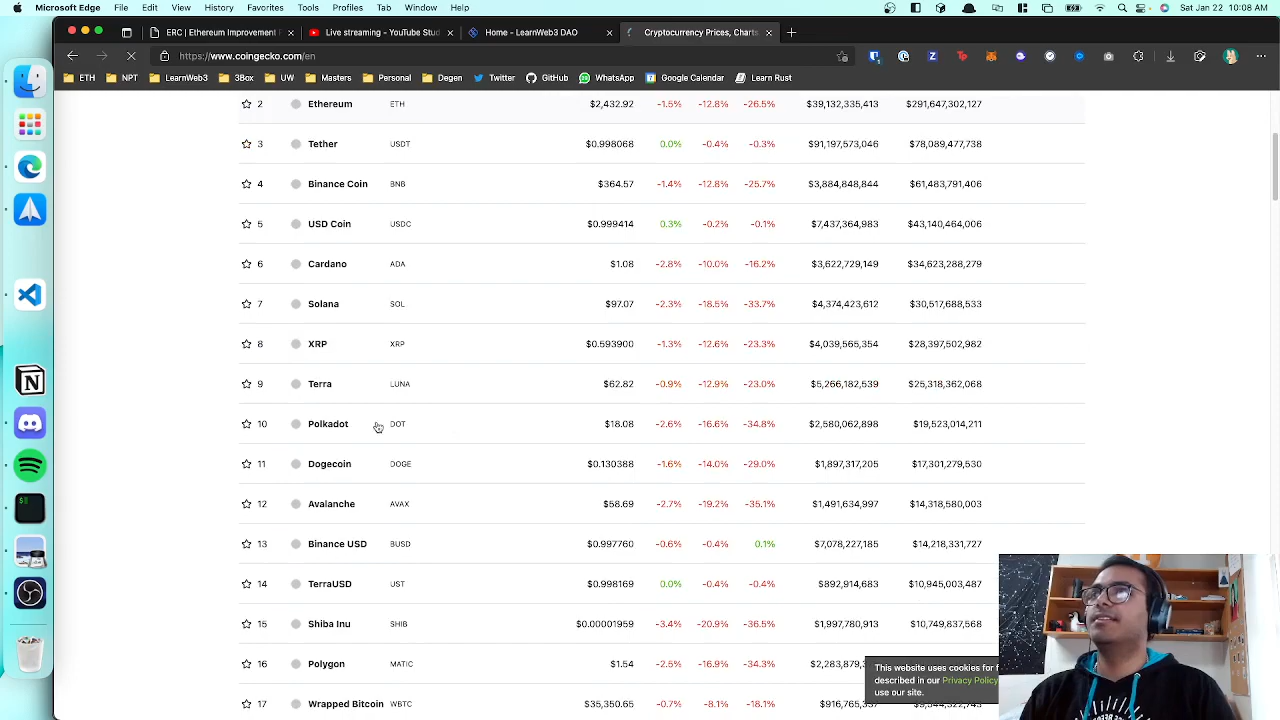 Microsoft Edge File Edit View History Favorites Tools Profiles Tab Window Help Sat Jan 22 10:08 AM
ERC | Ethereum Improvement Live streaming - YouTube Stud Home - LearnWeb3 DAO Cryptocurrency Prices, Charts,
https://www.coingecko.com/en
ETH NPT LearnWeb3 3Box UW Masters Personal Degen Twitter GitHub WhatsApp Google Calendar Learn Rust
2 Ethereum ETH $2,432.92 -1.5% -12.8% -26.5% $39,132,335,413 $291,647,302,127
3 Tether USDT $0.998068 0.0% -0.4% -0.3% $91,197,573,046 $78,089,477,738
4 Binance Coin BNB $364.57 -1.4% -12.8% -25.7% $3,884,848,844 $61,483,791,406
5 USD Coin USDC $0.999414 0.3% -0.2% -0.1% $7,437,364,983 $43,140,464,006
6 Cardano ADA $1.08 -2.8% -10.0% -16.2% $3,622,729,149 $34,623,288,279
7 Solana SOL $97.07 -2.3% -18.5% -33.7% $4,374,423,612 $30,517,688,533
8 XRP XRP $0.593900 -1.3% -12.6% -23.3% $4,039,565,354 $28,397,502,982
9 Terra LUNA $62.82 -0.9% -12.9% -23.0% $5,266,182,539 $25,318,362,068
10 Polkadot DOT $18.08 -2.6% -16.6% -34.8% $2,580,062,898 $19,523,014,211
11 Dogecoin DOGE $0.130388 -1.6% -14.0% -29.0% $1,897,317,205 $17,301,279,530
12 Avalanche AVAX $58.69 -2.7% -19.2% -35.1% $1,491,634,997 $14,318,580,003
13 Binance USD BUSD $0.997760 -0.6% -0.4% 0.1% $7,078,227,185 $14,218,331,727
14 TerraUSD UST $0.998169 0.0% -0.4% -0.4% $892,914,683 $10,945,003,487
15 Shiba Inu SHIB $0.00001959 -3.4% -20.9% -36.5% $1,997,780,913 $10,749,837,568
16 Polygon MATIC $1.54 -2.5% -16.9% -34.3% $2,283,879,
This website uses cookies for f
described in our Privacy Policy
use our site.
17 Wrapped Bitcoin WBTC $35,350.65 -0.7% -8.1% -18.1%